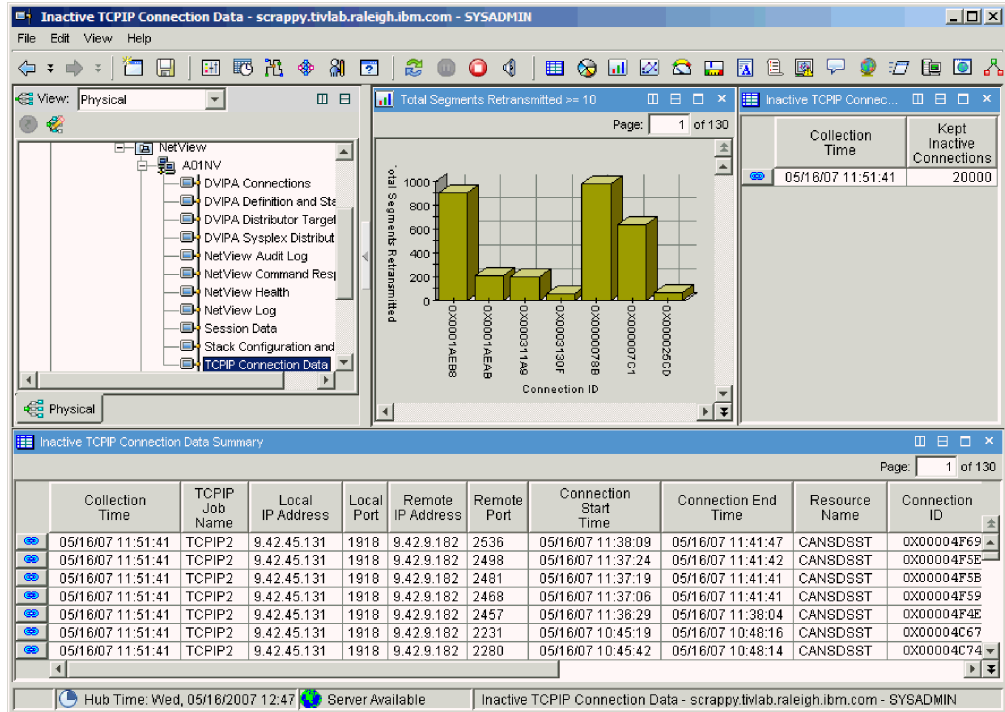 Inactive TCPIP Connection Data - scrappy.tivlab.raleigh.ibm.com - SYSADMIN
File Edit View Help
View: Physical
NetView
A01NV
DVIPA Connections
DVIPA Definition and Sta
DVIPA Distributor Target
DVIPA Sysplex Distribut
NetView Audit Log
NetView Command Resp
NetView Health
NetView Log
Session Data
Stack Configuration and
TCPIP Connection Data
Physical
Total Segments Retransmitted >= 10
Page: 1 of 130
Total Segments Retransmitted
1000
800
600
400
200
0
0X0001AEB8
0X0001AEAB
0X000311A9
0X0003130F
0X0000078B
0X000007C1
0X000025CD
Connection ID
Inactive TCPIP Connec...
Collection Time Kept Inactive Connections
05/16/07 11:51:41 20000
Inactive TCPIP Connection Data Summary
Page: 1 of 130
Collection Time TCPIP Job Name Local IP Address Local Port Remote IP Address Remote Port Connection Start Time Connection End Time Resource Name Connection ID
05/16/07 11:51:41 TCPIP2 9.42.45.131 1918 9.42.9.182 2536 05/16/07 11:38:09 05/16/07 11:41:47 CANSDSST 0X00004F69
05/16/07 11:51:41 TCPIP2 9.42.45.131 1918 9.42.9.182 2498 05/16/07 11:37:24 05/16/07 11:41:42 CANSDSST 0X00004F5E
05/16/07 11:51:41 TCPIP2 9.42.45.131 1918 9.42.9.182 2481 05/16/07 11:37:19 05/16/07 11:41:41 CANSDSST 0X00004F5B
05/16/07 11:51:41 TCPIP2 9.42.45.131 1918 9.42.9.182 2468 05/16/07 11:37:06 05/16/07 11:41:41 CANSDSST 0X00004F59
05/16/07 11:51:41 TCPIP2 9.42.45.131 1918 9.42.9.182 2457 05/16/07 11:36:29 05/16/07 11:38:04 CANSDSST 0X00004F4E
05/16/07 11:51:41 TCPIP2 9.42.45.131 1918 9.42.9.182 2231 05/16/07 10:45:19 05/16/07 10:48:16 CANSDSST 0X00004C67
05/16/07 11:51:41 TCPIP2 9.42.45.131 1918 9.42.9.182 2280 05/16/07 10:45:42 05/16/07 10:48:14 CANSDSST 0X00004C74
Hub Time: Wed, 05/16/2007 12:47 Server Available Inactive TCPIP Connection Data - scrappy.tivlab.raleigh.ibm.com - SYSADMIN